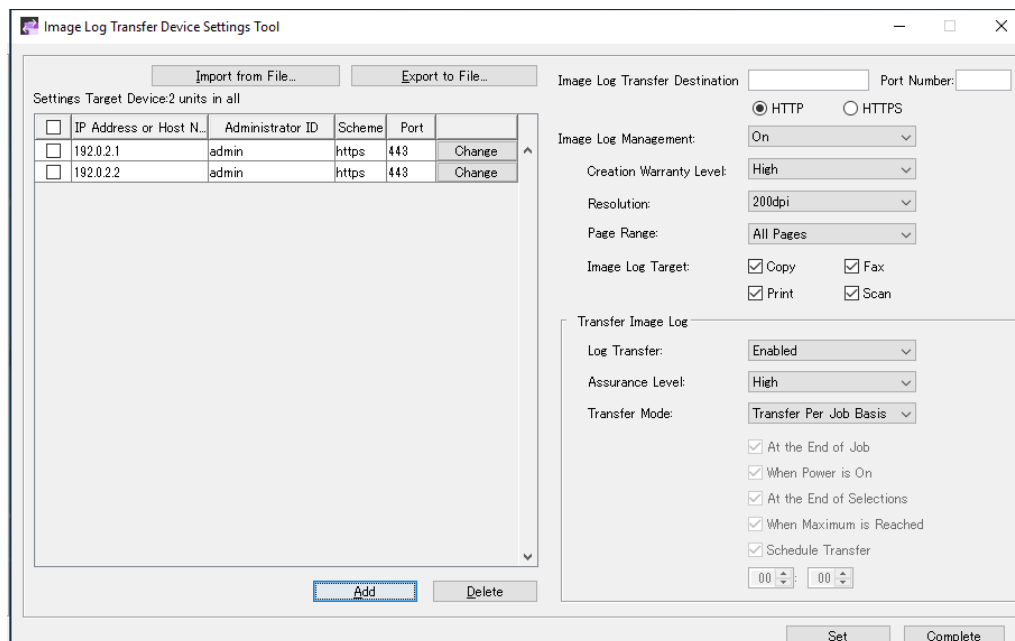 Image Log Transfer Device Settings Tool
Import from File...
Export to File...
Settings Target Device:2 units in all
IP Address or Host N... Administrator ID Scheme Port
192.0.2.1 admin https 443 Change
192.0.2.2 admin https 443 Change
Add
Delete
Image Log Transfer Destination
Port Number:
HTTP HTTPS
Image Log Management: On
Creation Warranty Level: High
Resolution: 200dpi
Page Range: All Pages
Image Log Target: Copy Fax
Print Scan
Transfer Image Log
Log Transfer: Enabled
Assurance Level: High
Transfer Mode: Transfer Per Job Basis
At the End of Job
When Power is On
At the End of Selections
When Maximum is Reached
Schedule Transfer
00 : 00
Set Complete